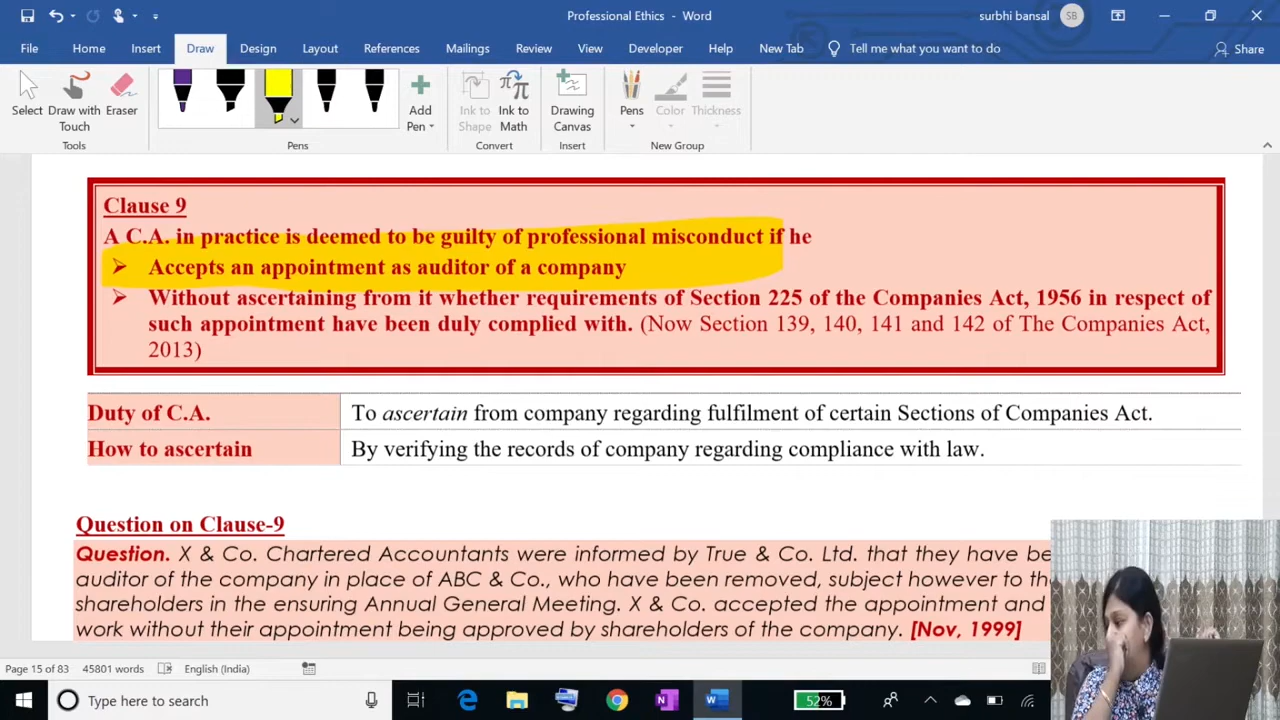 Professional Ethics - Word
surbhi bansal SB
File Home Insert Draw Design Layout References Mailings Review View Developer Help New Tab Tell me what you want to do Share
Select Draw with Touch Eraser
Tools
Pens
Add Pen
Ink to Shape Ink to Math
Convert
Drawing Canvas
Insert
Pens Color Thickness
New Group
Clause 9
A C.A. in practice is deemed to be guilty of professional misconduct if he
Accepts an appointment as auditor of a company
Without ascertaining from it whether requirements of Section 225 of the Companies Act, 1956 in respect of
such appointment have been duly complied with. (Now Section 139, 140, 141 and 142 of The Companies Act,
2013)
Duty of C.A. To ascertain from company regarding fulfilment of certain Sections of Companies Act.
How to ascertain By verifying the records of company regarding compliance with law.
Question on Clause-9
Question. X & Co. Chartered Accountants were informed by True & Co. Ltd. that they have be
auditor of the company in place of ABC & Co., who have been removed, subject however to the
shareholders in the ensuring Annual General Meeting. X & Co. accepted the appointment and
work without their appointment being approved by shareholders of the company. [Nov, 1999]
Page 15 of 83 45801 words English (India)
Type here to search
52%